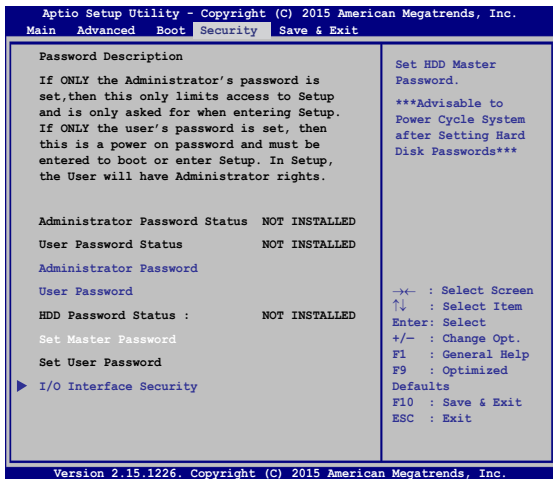 Aptio Setup Utility - Copyright (C) 2015 American Megatrends, Inc.
Main Advanced Boot Security Save & Exit
Password Description
If ONLY the Administrator's password is
set,then this only limits access to Setup
and is only asked for when entering Setup.
If ONLY the user's password is set, then
this is a power on password and must be
entered to boot or enter Setup. In Setup,
the User will have Administrator rights.
Administrator Password Status NOT INSTALLED
User Password Status NOT INSTALLED
Administrator Password
User Password
HDD Password Status : NOT INSTALLED
Set Master Password
Set User Password
I/O Interface Security
Set HDD Master
Password.
***Advisable to
Power Cycle System
after Setting Hard
Disk Passwords***
→← : Select Screen
↑↓ : Select Item
Enter: Select
+/— : Change Opt.
F1 : General Help
F9 : Optimized
Defaults
F10 : Save & Exit
ESC : Exit
Version 2.15.1226. Copyright (C) 2015 American Megatrends, Inc.